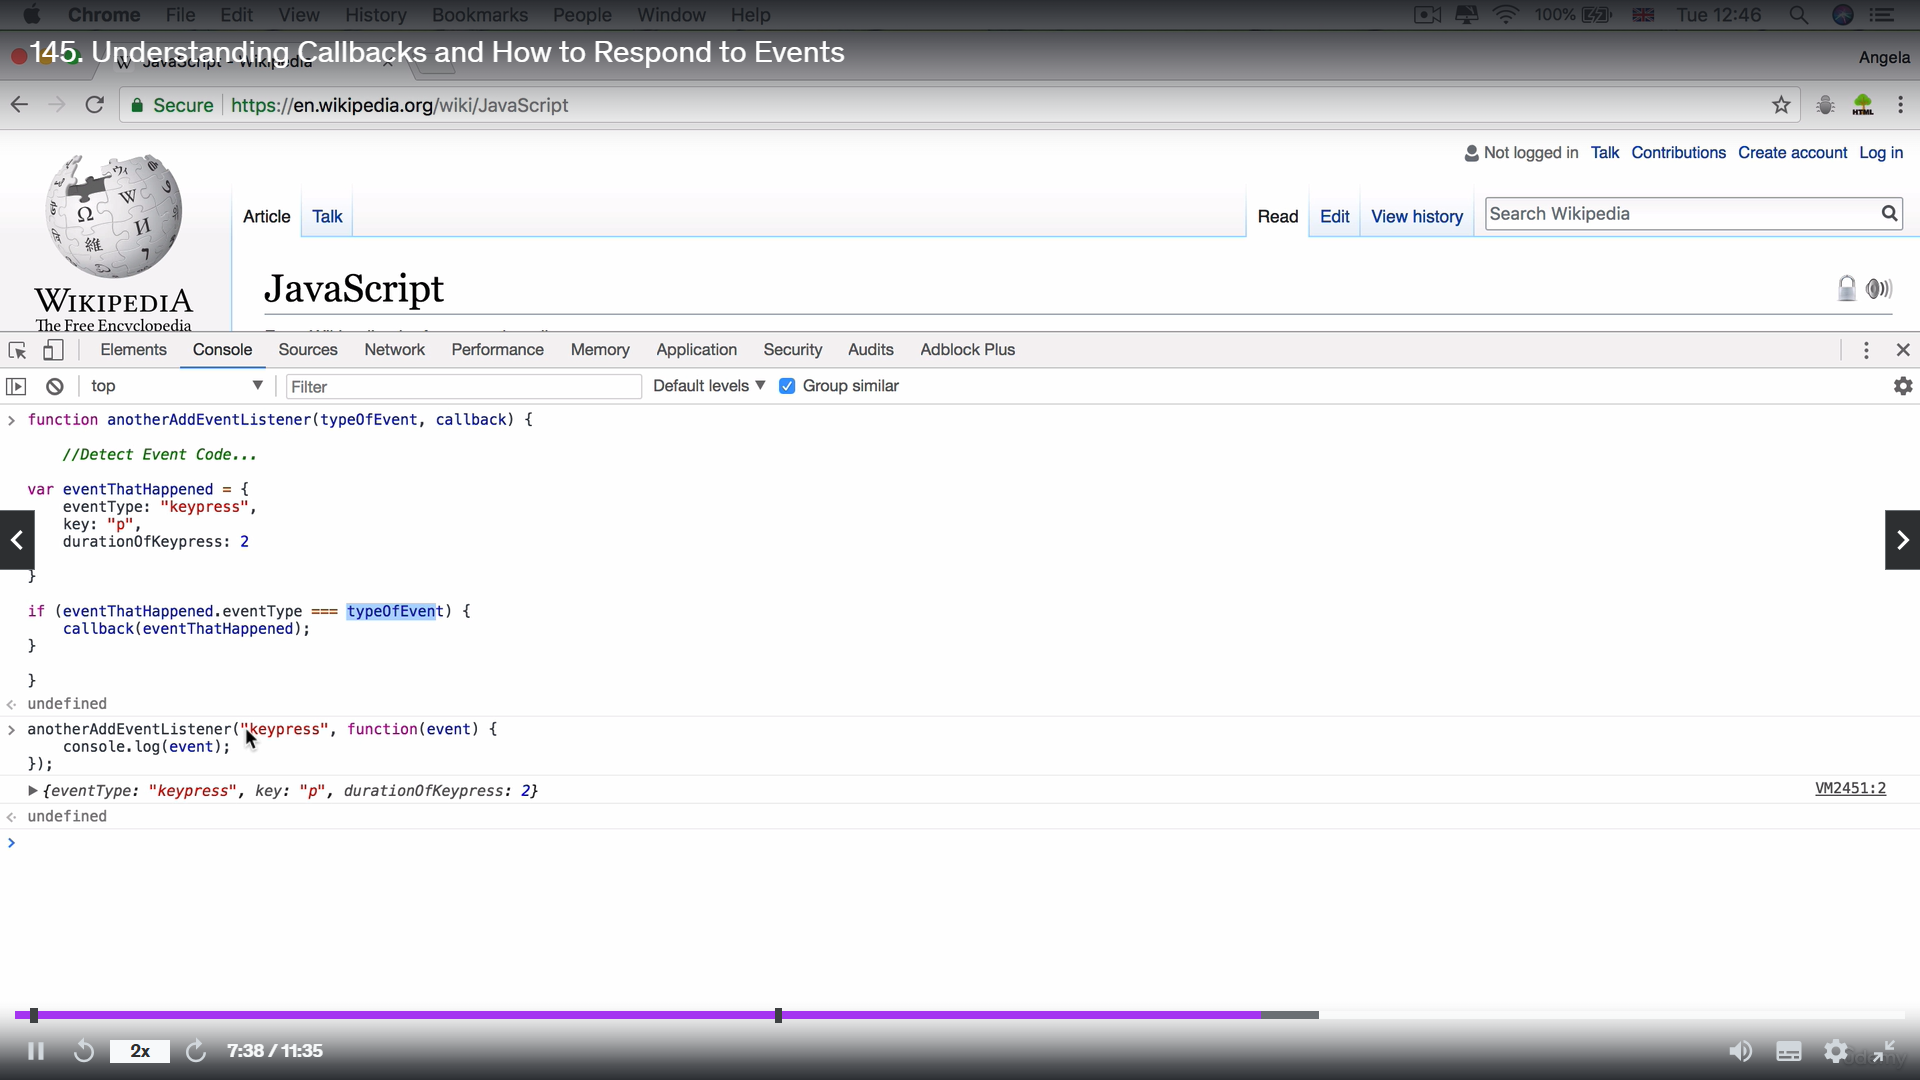 Chrome File Edit View History Bookmarks People Window Help 100% Tue 12:46
145. Understanding Callbacks and How to Respond to Events
JavaScript - Wikipedia
Angela
Secure https://en.wikipedia.org/wiki/JavaScript
HTML
Not logged in Talk Contributions Create account Log in
Article Talk Read Edit View history Search Wikipedia
Ω W И 維
WIKIPEDIA
The Free Encyclopedia
JavaScript
Elements Console Sources Network Performance Memory Application Security Audits Adblock Plus
top Filter Default levels Group similar
> function anotherAddEventListener(typeOfEvent, callback) {
//Detect Event Code...
var eventThatHappened = {
eventType: "keypress",
key: "p",
durationOfKeypress: 2
}
if (eventThatHappened.eventType === typeOfEvent) {
callback(eventThatHappened);
}
}
undefined
> anotherAddEventListener("keypress", function(event) {
console.log(event);
});
{eventType: "keypress", key: "p", durationOfKeypress: 2} VM2451:2
undefined
>
2x 7:38 / 11:35